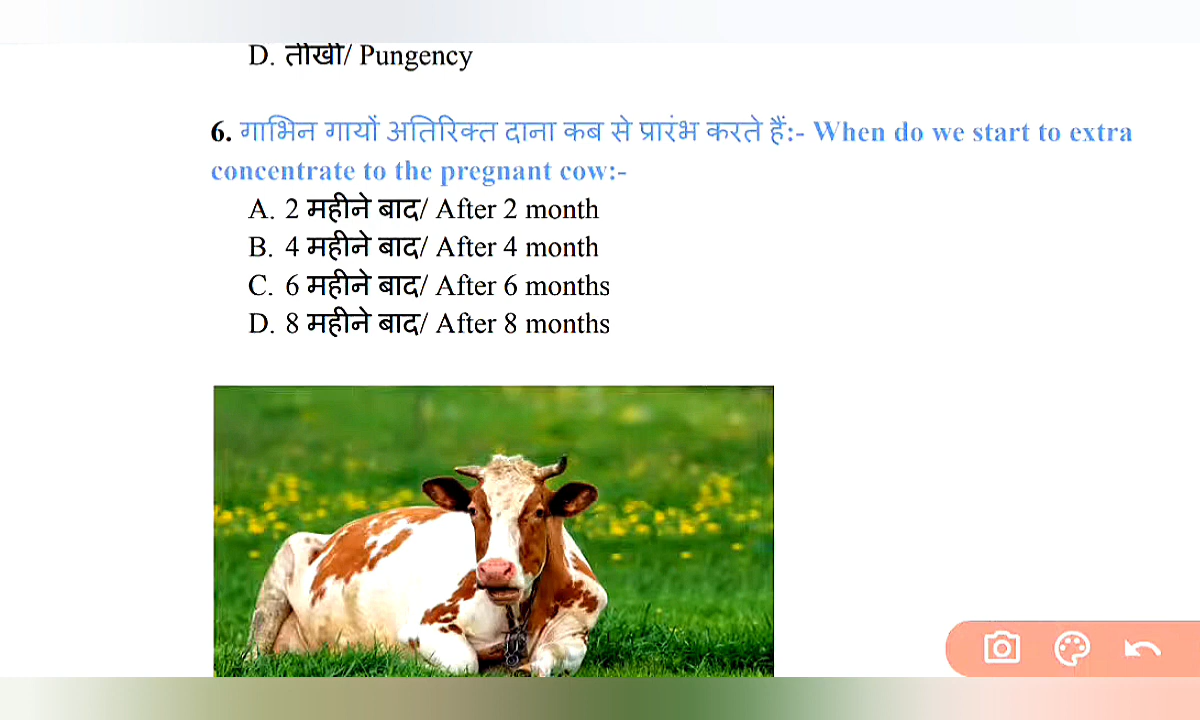 D. तीखी/ Pungency
6. गाभिन गायों अतिरिक्त दाना कब से प्रारंभ करते हैं:- When do we start to extra
concentrate to the pregnant cow:-
A. 2 महीने बाद/ After 2 month
B. 4 महीने बाद/ After 4 month
C. 6 महीने बाद/ After 6 months
D. 8 महीने बाद/ After 8 months